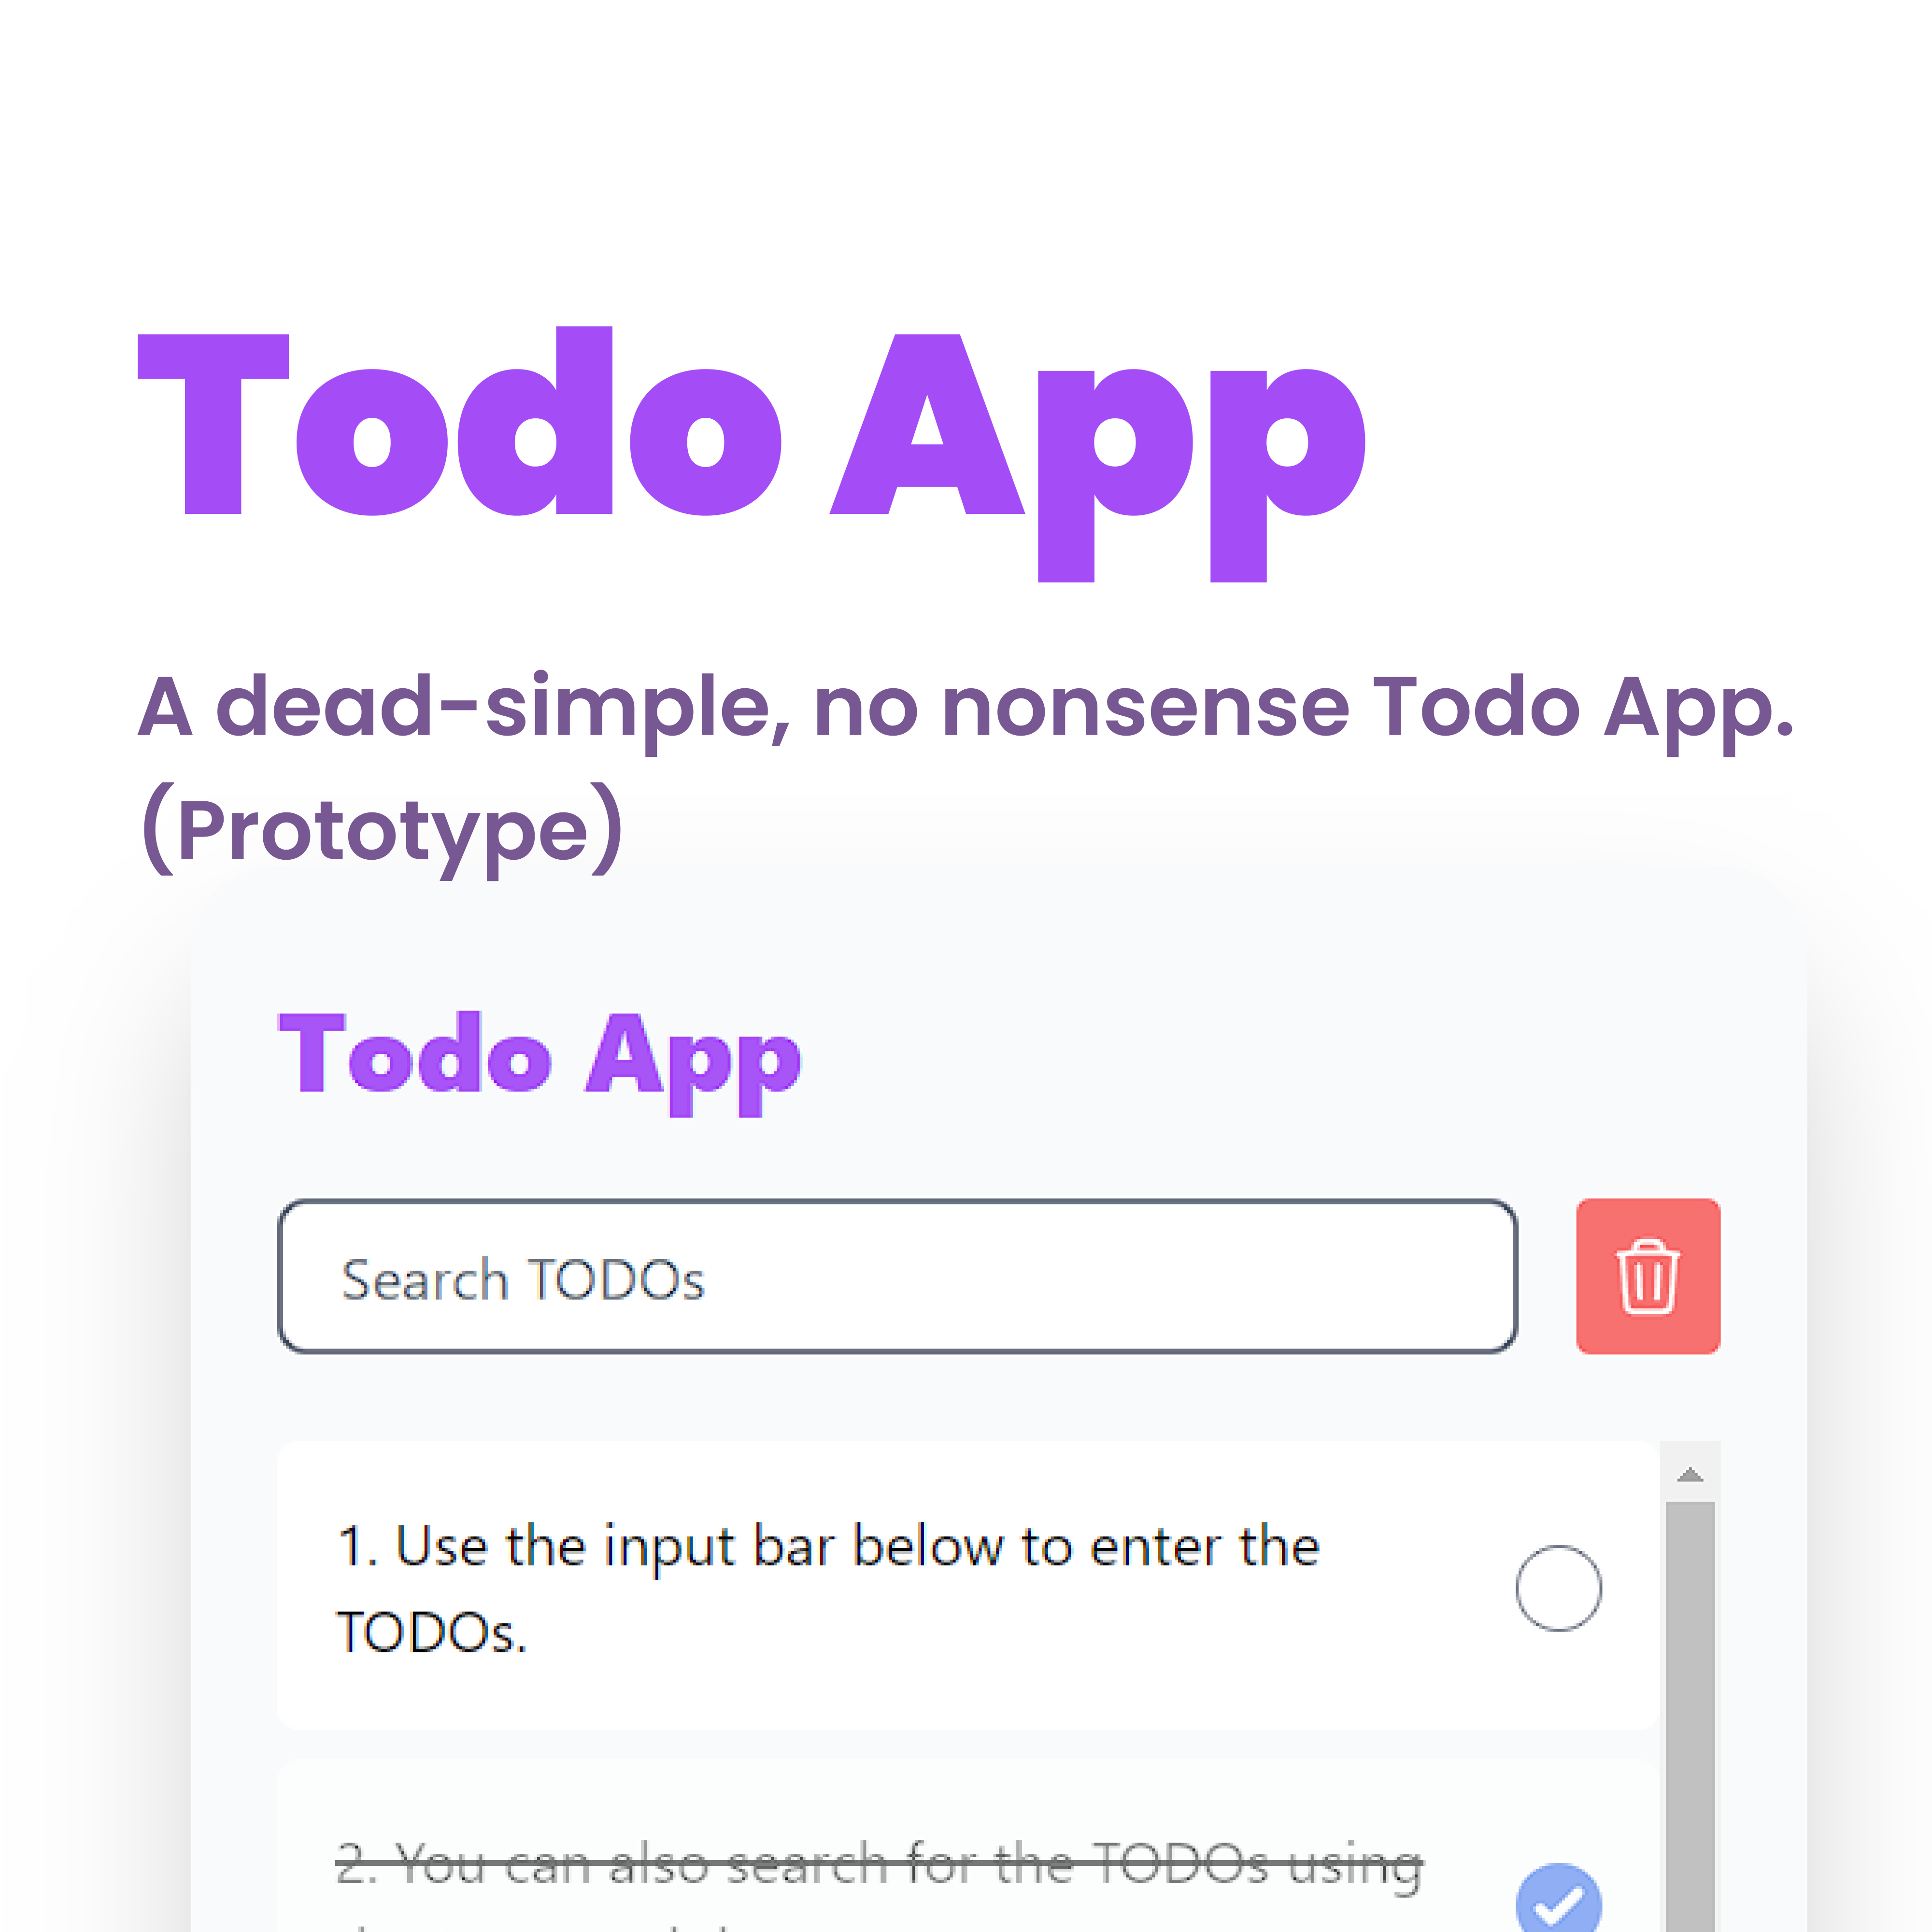 Todo App
A dead-simple, no nonsense Todo App.
(Prototype)
Todo App
Search TODOs
1. Use the input bar below to enter the
TODOs.
2. You can also search for the TODOs using